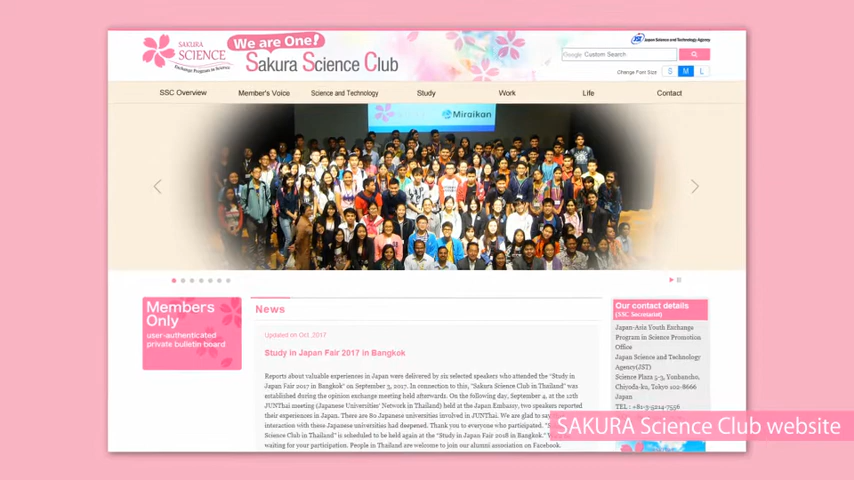 SAKURA
SCIENCE
Exchange Program in Science
We are One!
Sakura Science Club
JST Japan Science and Technology Agency
Google Custom Search
Change Font Size
S M L
SSC Overview
Member's Voice
Science and Technology
Study
Work
Life
Contact
Miraikan
Members
Only
user-authenticated
private bulletin board
News
Updated on Oct. 2017
Study in Japan Fair 2017 in Bangkok
Reports about valuable experiences in Japan were delivered by six selected speakers who attended the "Study in
Japan Fair 2017 in Bangkok" on September 3, 2017. In connection to this, "Sakura Science Club in Thailand" was
established during the opinion exchange meeting held afterwards. On the following day, September 4, at the 12th
JUNThai meeting (Japanese Universities' Network in Thailand) held at the Japan Embassy, two speakers reported
their experiences in Japan. There are 80 Japanese universities involved in JUNThai. We are glad to say
interaction with these Japanese universities had deepened. Thank you to everyone who participated.
Science Club in Thailand" is scheduled to be held again at the "Study in Japan Fair 2018 in Bangkok."
waiting for your participation. People in Thailand are welcome to join our alumni association on Facebook.
Our contact details
(SSC Secretariat)
Japan-Asia Youth Exchange
Program in Science Promotion
Office
Japan Science and Technology
Agency(JST)
Science Plaza 5-3, Yonbancho,
Chiyoda-ku, Tokyo 102-8666
Japan
TEL : +81-3-5214-7556
SAKURA Science Club website